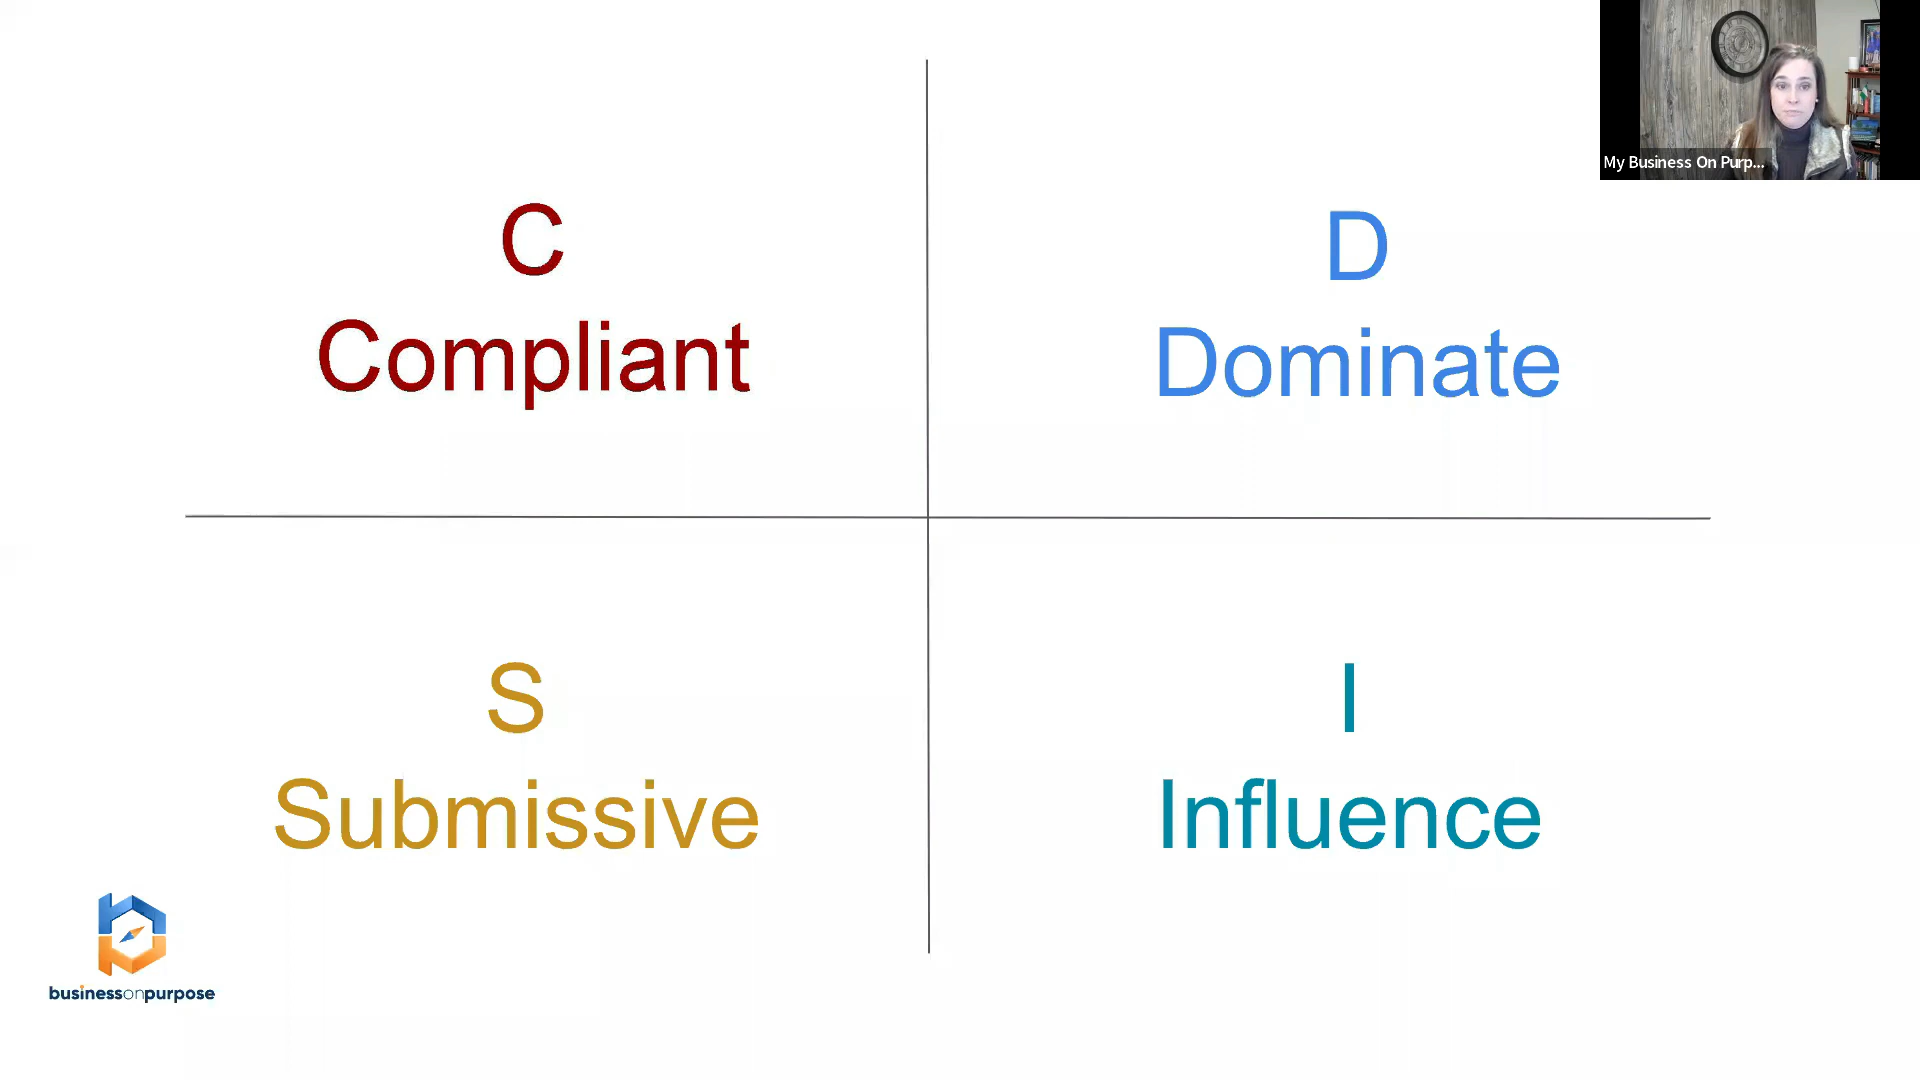 C
Compliant
D
Dominate
My Business On Purp...
S
Submissive
I
Influence
businessonpurpose